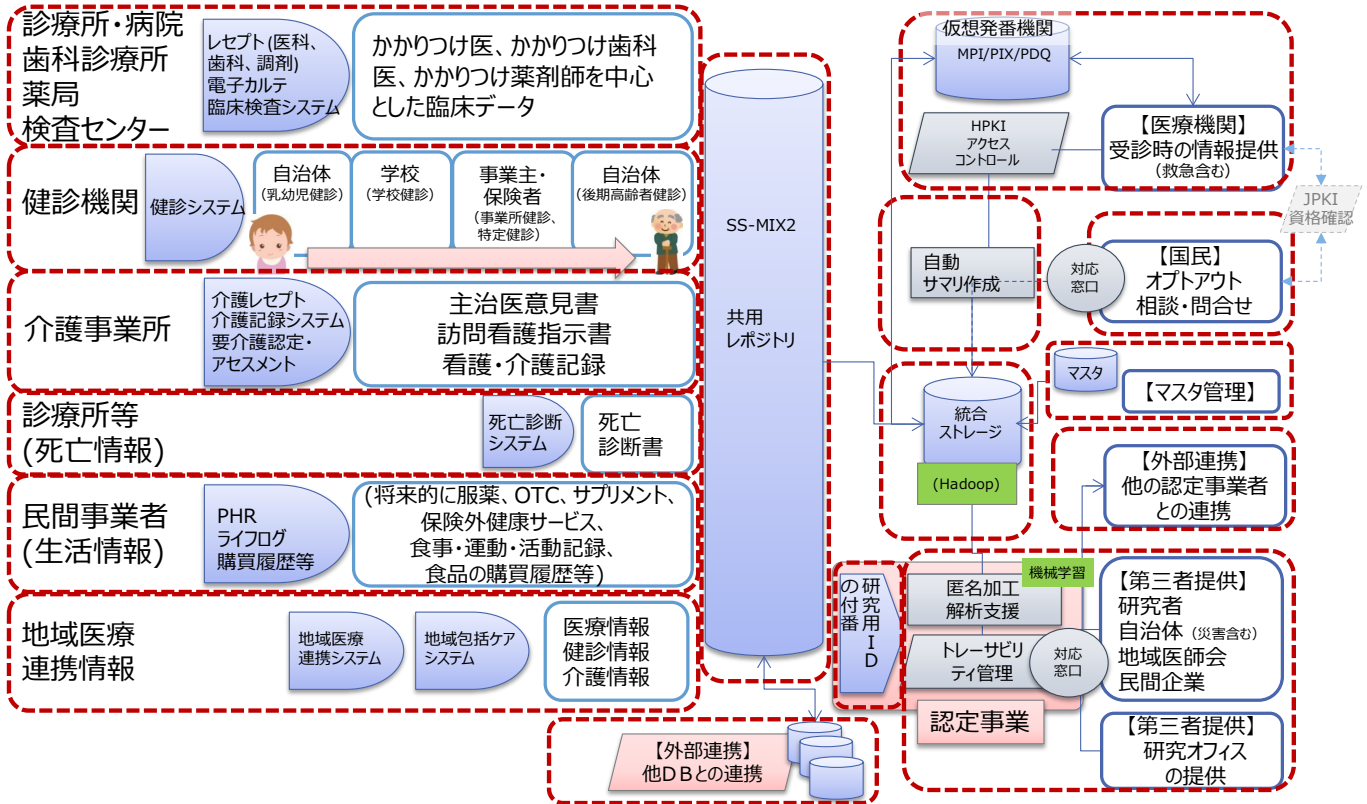 診療所・病院
歯科診療所
薬局
検査センター
レセプト(医科、
歯科、調剤)
電子カルテ
臨床検査システム
かかりつけ医、かかりつけ歯科
医、かかりつけ薬剤師を中心
とした臨床データ
健診機関
健診システム
自治体
(乳幼児健診)
学校
(学校健診)
事業主・
保険者
(事業所健診、
特定健診)
自治体
(後期高齢者健診)
介護事業所
介護レセプト
介護記録システム
要介護認定・
アセスメント
主治医意見書
訪問看護指示書
看護・介護記録
診療所等
(死亡情報)
死亡診断
システム
死亡
診断書
民間事業者
(生活情報)
PHR
ライフログ
購買履歴等
(将来的に服薬、OTC、サプリメント、
保険外健康サービス、
食事・運動・活動記録、
食品の購買履歴等)
地域医療
連携情報
地域医療
連携システム
地域包括ケア
システム
医療情報
健診情報
介護情報
SS-MIX2
共用
レポジトリ
【外部連携】
他DBとの連携
仮想発番機関
MPI/PIX/PDQ
HPKI
アクセス
コントロール
【医療機関】
受診時の情報提供
(救急含む)
JPKI
資格確認
自動
サマリ作成
対応
窓口
【国民】
オプトアウト
相談・問合せ
マスタ
【マスタ管理】
統合
ストレージ
(Hadoop)
【外部連携】
他の認定事業者
との連携
研究用ID
の付番
機械学習
匿名加工
解析支援
トレーサビリ
ティ管理
対応
窓口
認定事業
【第三者提供】
研究者
自治体(災害含む)
地域医師会
民間企業
【第三者提供】
研究オフィス
の提供